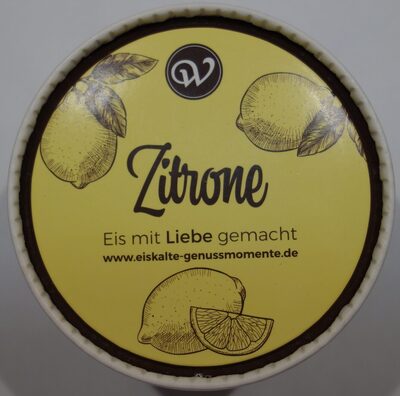 W
Zitrone
Eis mit Liebe gemacht
www.eiskalte-genussmomente.de